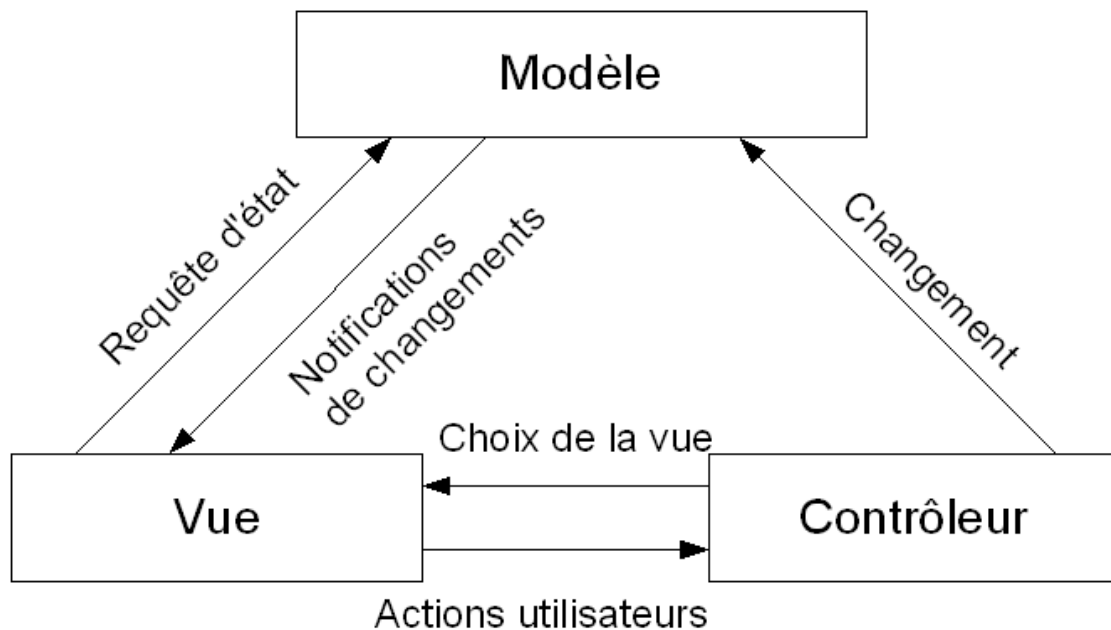 Modèle
Requête d'état
Notifications
de changements
Changement
Choix de la vue
Vue
Contrôleur
Actions utilisateurs